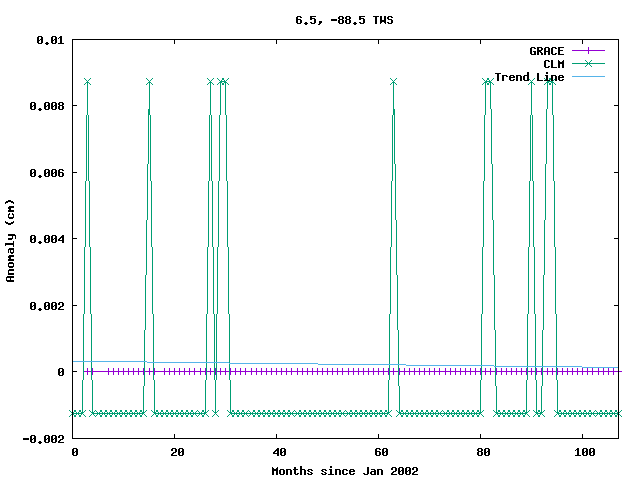 6.5, -88.5 TWS
0.01
GRACE
CLM
Trend Line
0.008
0.006
0.004
0.002
0
-0.002
Anomaly (cm)
0 20 40 60 80 100
Months since Jan 2002